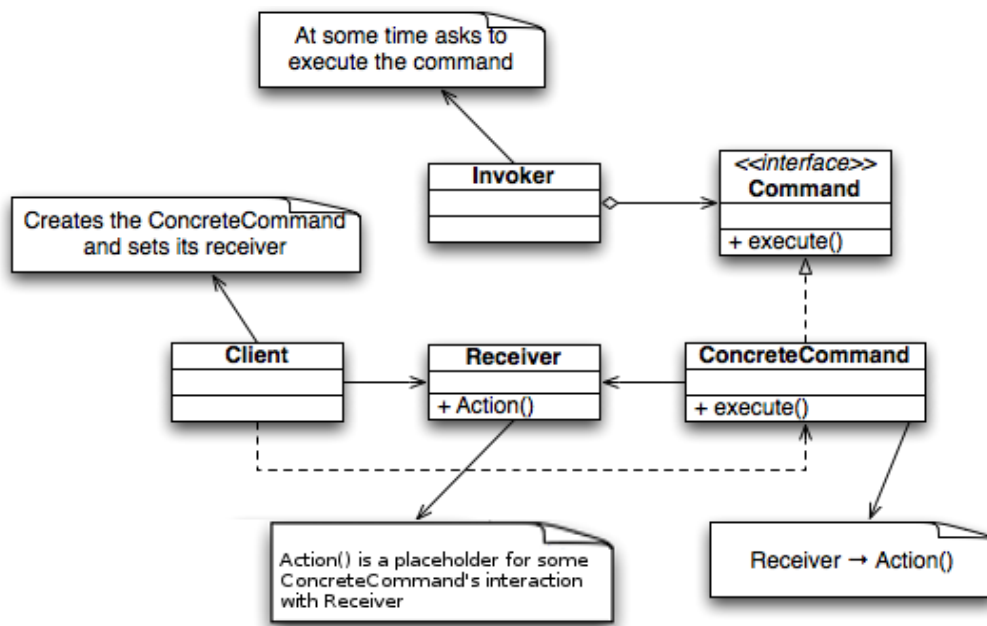 At some time asks to
execute the command
Invoker
<<interface>>
Command
+ execute()
Creates the ConcreteCommand
and sets its receiver
Client
Receiver
+ Action()
ConcreteCommand
+ execute()
Action() is a placeholder for some
ConcreteCommand's interaction
with Receiver
Receiver → Action()